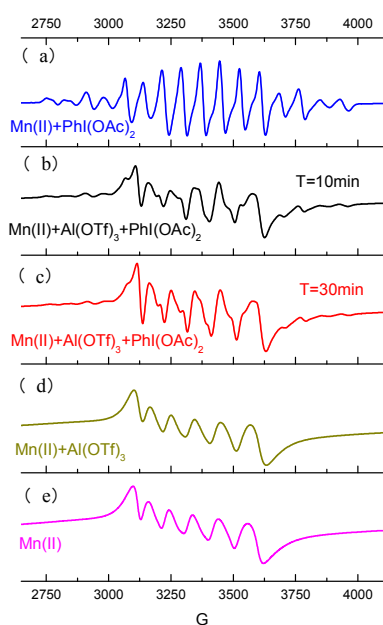 2750 3000 3250 3500 3750 4000
( a)
Mn(II)+PhI(OAc)2
( b)
T=10min
Mn(II)+Al(OTf)3+PhI(OAc)2
( c)
T=30min
Mn(II)+Al(OTf)3+PhI(OAc)2
( d)
Mn(II)+Al(OTf)3
( e)
Mn(II)
2750 3000 3250 3500 3750 4000
G